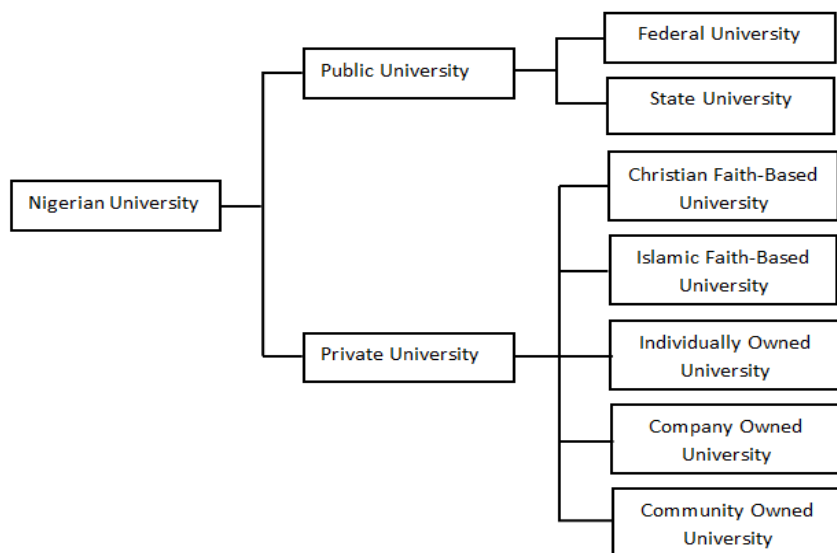 Federal University
Public University
State University
Christian Faith-Based
University
Nigerian University
Islamic Faith-Based
University
Private University
Individually Owned
University
Company Owned
University
Community Owned
University